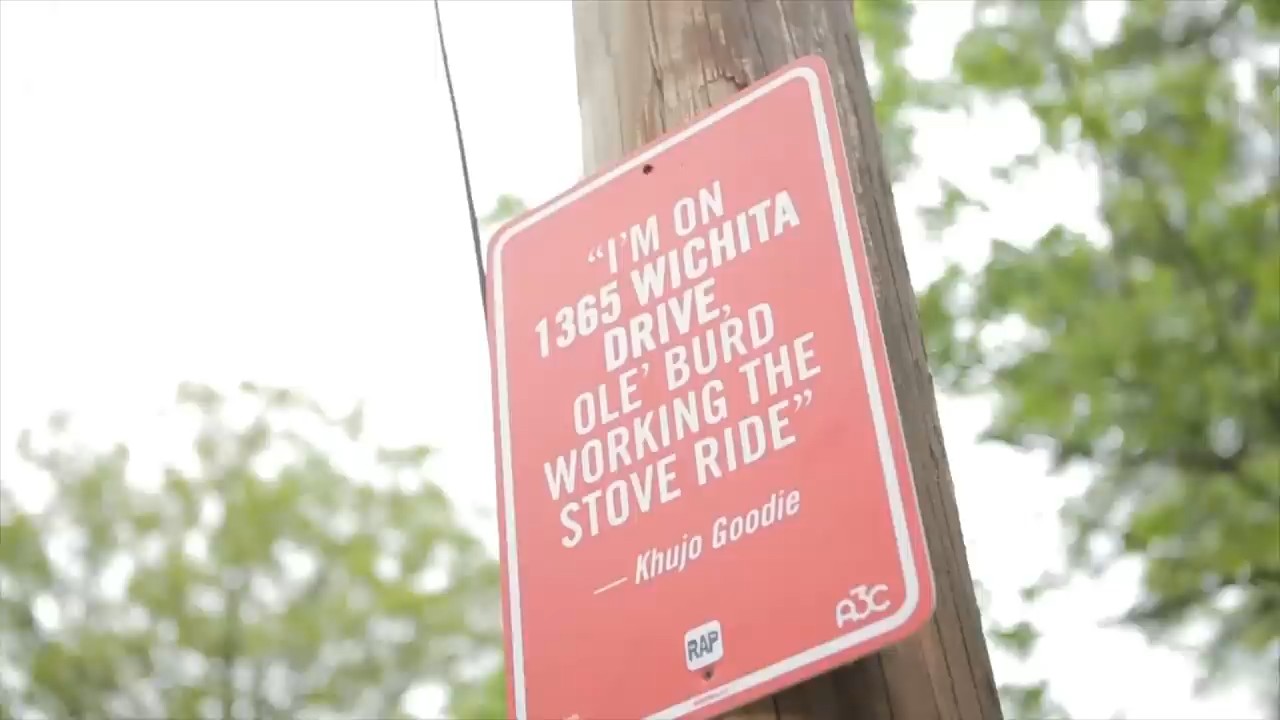 “I’M ON
1365 WICHITA
DRIVE,
OLE’ BURD
WORKING THE
STOVE RIDE”
— Khujo Goodie
A3C
RAP